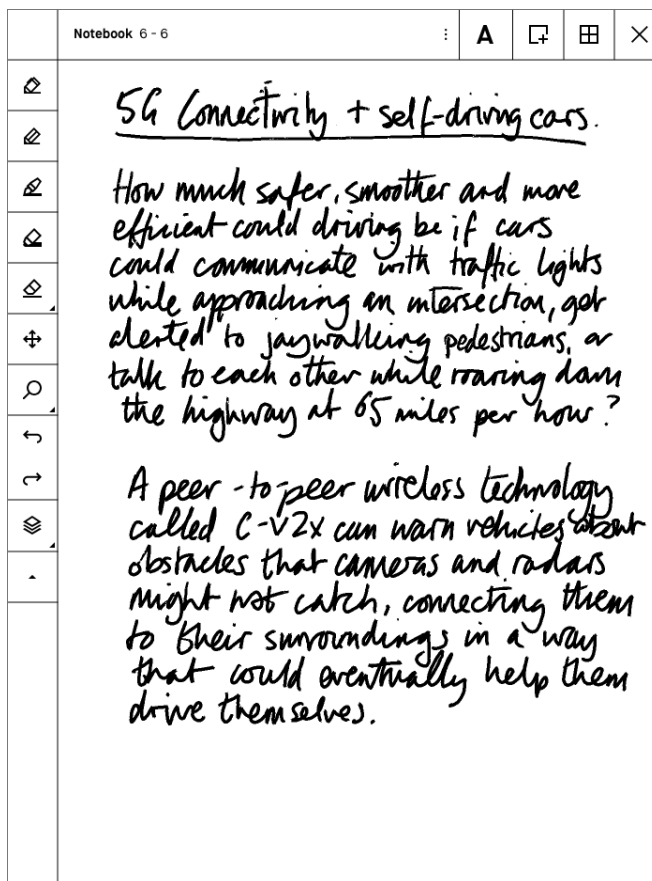 Notebook 6 - 6
A
5G Connectivity + self-driving cars.
How much safer, smoother and more
efficient could driving be if cars
could communicate with traffic lights
while approaching an intersection, get
alerted to jaywalking pedestrians, or
talk to each other while roaring down
the highway at 65 miles per hour?
A peer-to-peer wireless technology
called C-V2X can warn vehicles about
obstacles that cameras and radars
might not catch, connecting them
to their surroundings in a way
that could eventually help them
drive themselves.